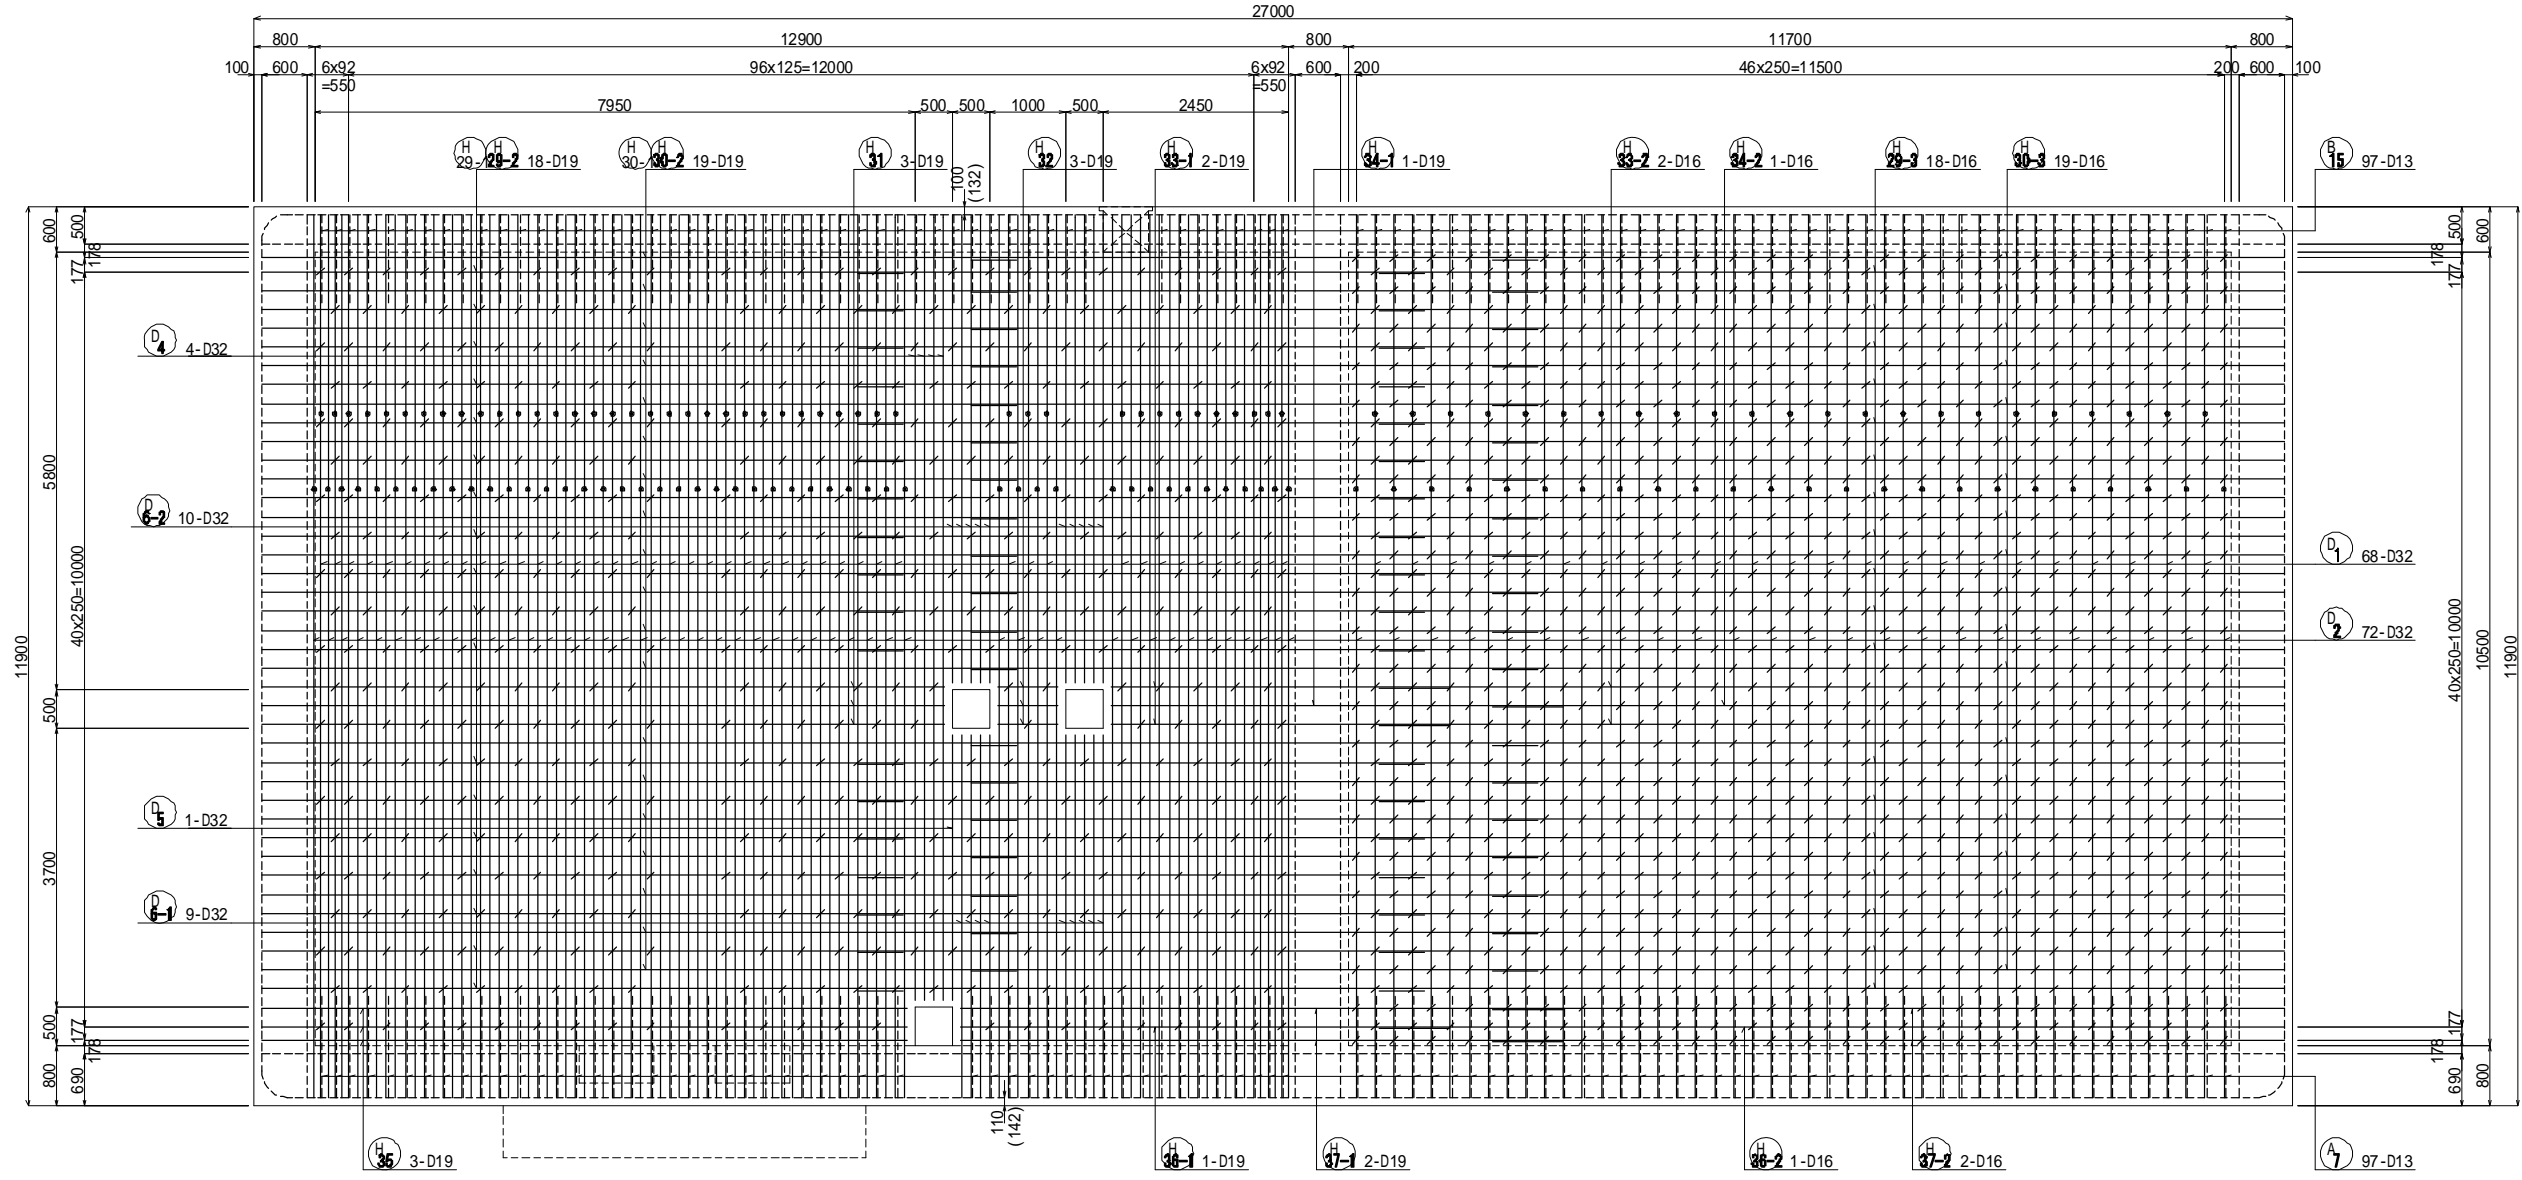 27000
800 12900 800 11700 800
100 600 6x92 96x125=12000 6x92 600 200 46x250=11500 200 600 100
=550 =550
7950 500 500 1000 500 2450
H H 29-2 18-D19
H H 30-2 19-D19
H 31 3-D19
H 32 3-D19
H 33-1 2-D19
H 34-1 1-D19
H 33-2 2-D16
H 34-2 1-D16
H 29-3 18-D16
H 30-3 19-D16
B 15 97-D13
100
(132)
600 500 178 177
500 600 178 177
D 4 4-D32
5800
D 6-2 10-D32
40x250=10000
D 1 68-D32
D 2 72-D32
11900
500
40x250=10000
10500
11900
D 5 1-D32
3700
D 6-1 9-D32
500 177 178
800 690
177 178
690 800
110
(142)
H 35 3-D19
H 36-1 1-D19
H 37-1 2-D19
H 36-2 1-D16
H 37-2 2-D16
A 7 97-D13